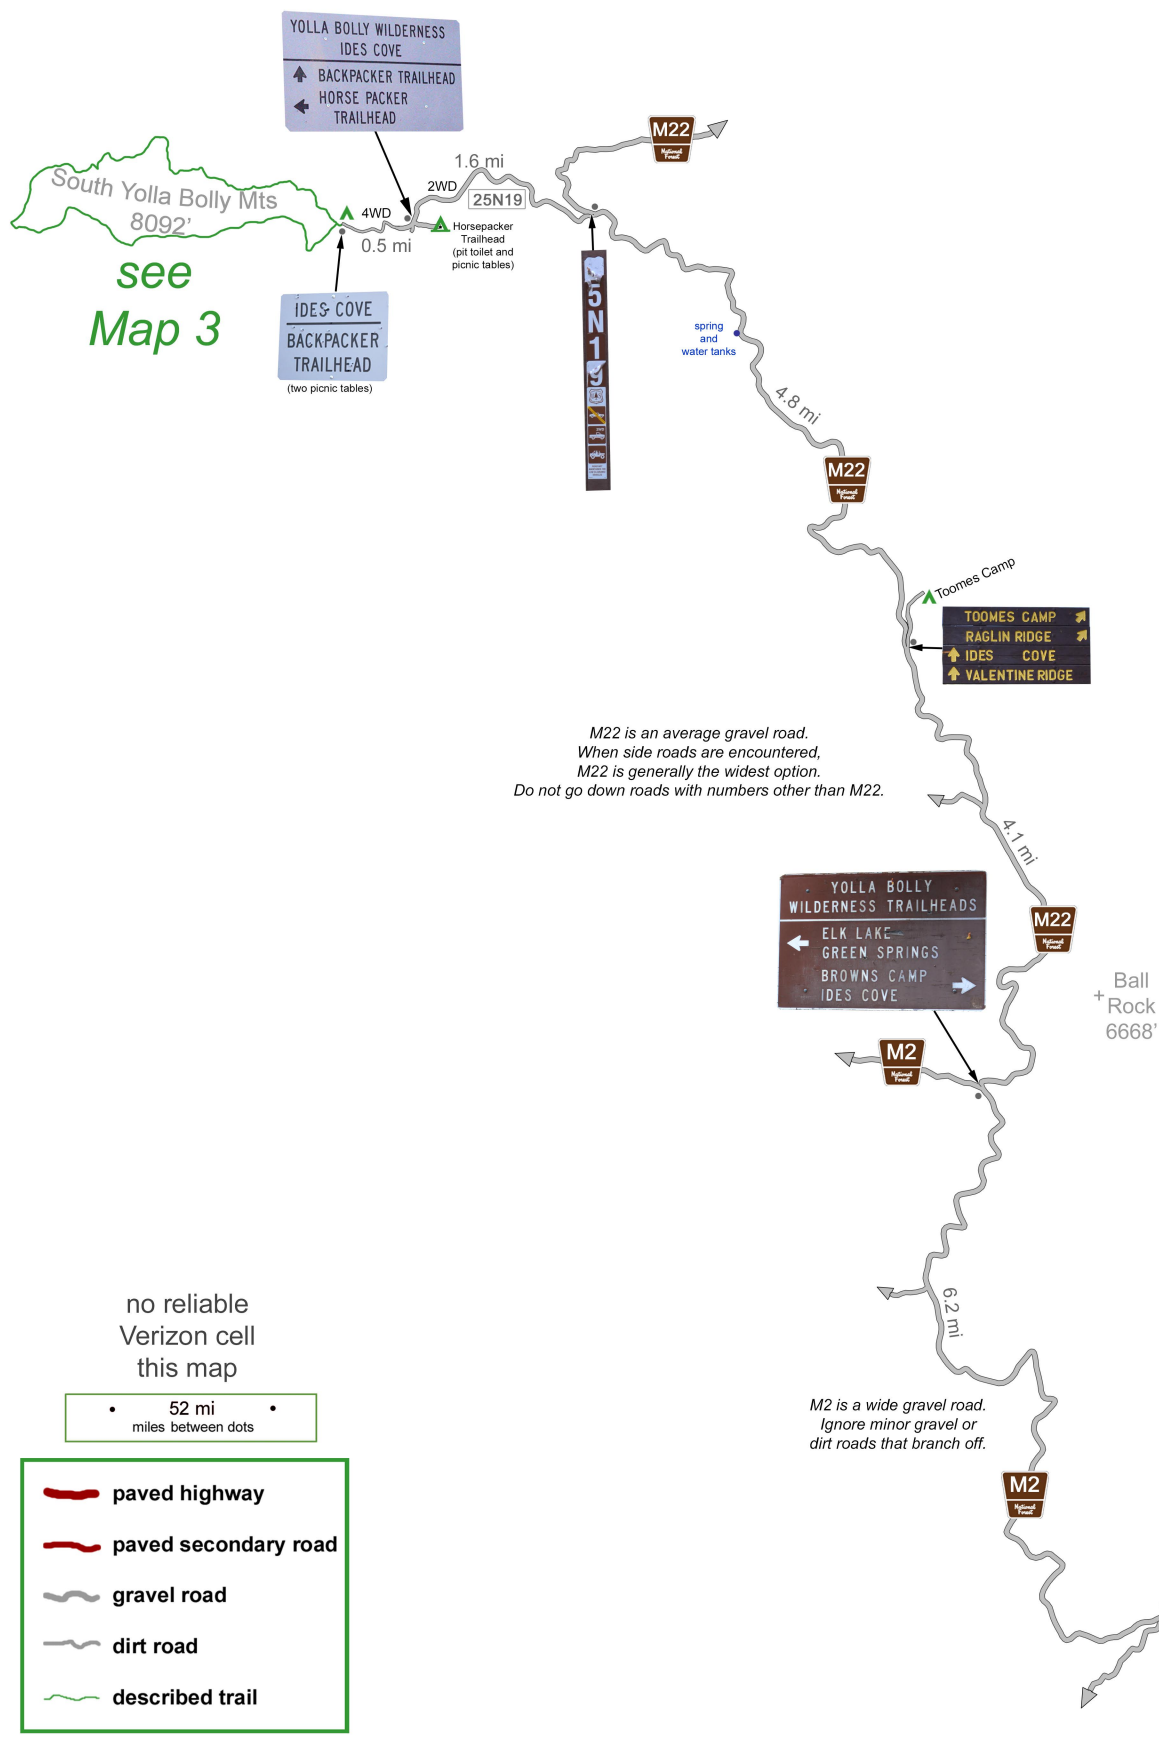 YOLLA BOLLY WILDERNESS
IDES COVE
BACKPACKER TRAILHEAD
HORSE PACKER
TRAILHEAD
M22
National
Forest
1.6 mi
2WD
25N19
South Yolla Bolly Mts
8092'
4WD
0.5 mi
Horsepacker
Trailhead
(pit toilet and
picnic tables)
see
Map 3
IDES COVE
BACKPACKER
TRAILHEAD
(two picnic tables)
5
N
1
9
spring
and
water tanks
4.8 mi
M22
National
Forest
Toomes Camp
TOOMES CAMP
RAGLIN RIDGE
IDES COVE
VALENTINE RIDGE
M22 is an average gravel road.
When side roads are encountered,
M22 is generally the widest option.
Do not go down roads with numbers other than M22.
4.1 mi
YOLLA BOLLY
WILDERNESS TRAILHEADS
ELK LAKE
GREEN SPRINGS
BROWNS CAMP
IDES COVE
M22
National
Forest
Ball
+Rock
6668'
M2
National
Forest
6.2 mi
no reliable
Verizon cell
this map
52 mi
miles between dots
M2 is a wide gravel road.
Ignore minor gravel or
dirt roads that branch off.
M2
National
Forest
paved highway
paved secondary road
gravel road
dirt road
described trail